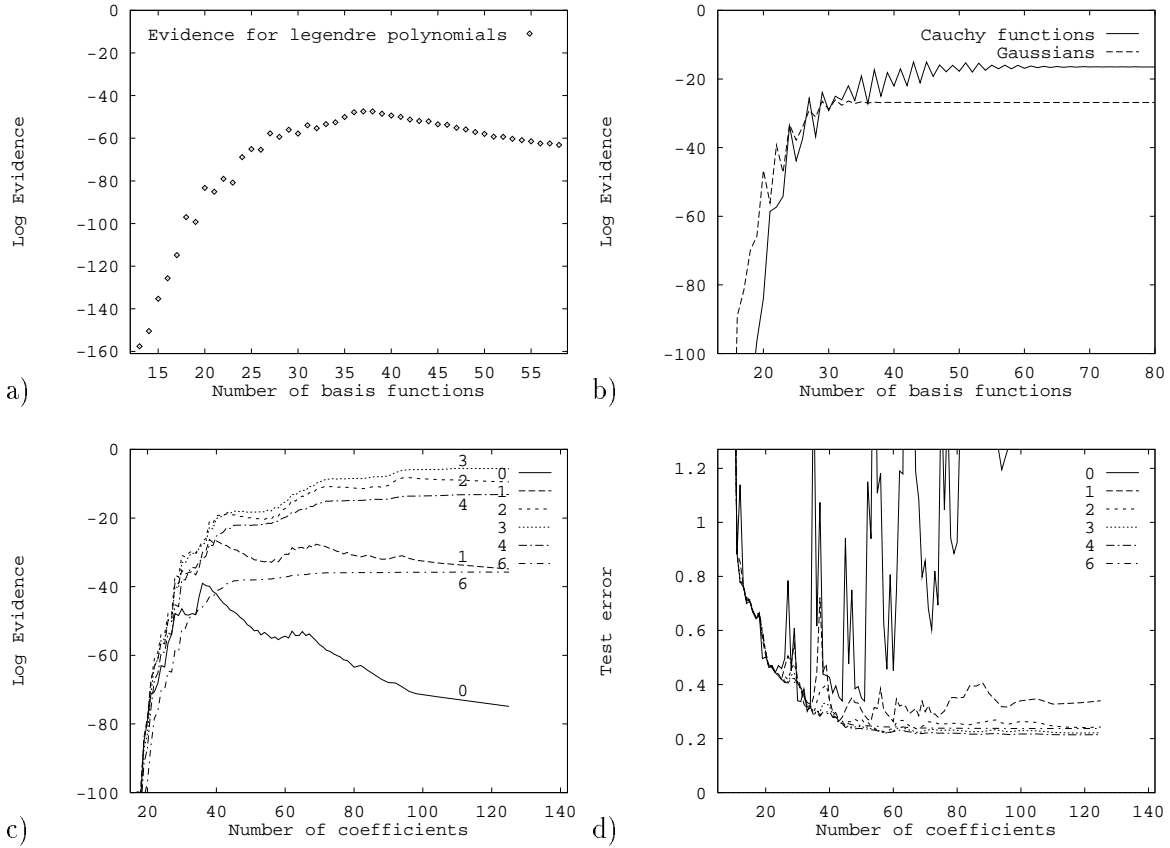 -0
-20
-40
-60
-80
-100
-120
-140
-160
Log Evidence
Evidence for legendre polynomials
15 20 25 30 35 40 45 50 55
Number of basis functions
a)
-0
-20
-40
-60
-80
-100
Log Evidence
Cauchy functions
Gaussians
20 30 40 50 60 70 80
Number of basis functions
b)
-0
-20
-40
-60
-80
-100
Log Evidence
3
2
4
1
6
0
0
1
2
3
4
6
20 40 60 80 100 120 140
Number of coefficients
c)
1.2
1
0.8
0.6
0.4
0.2
0
Test error
0
1
2
3
4
6
20 40 60 80 100 120 140
Number of coefficients
d)